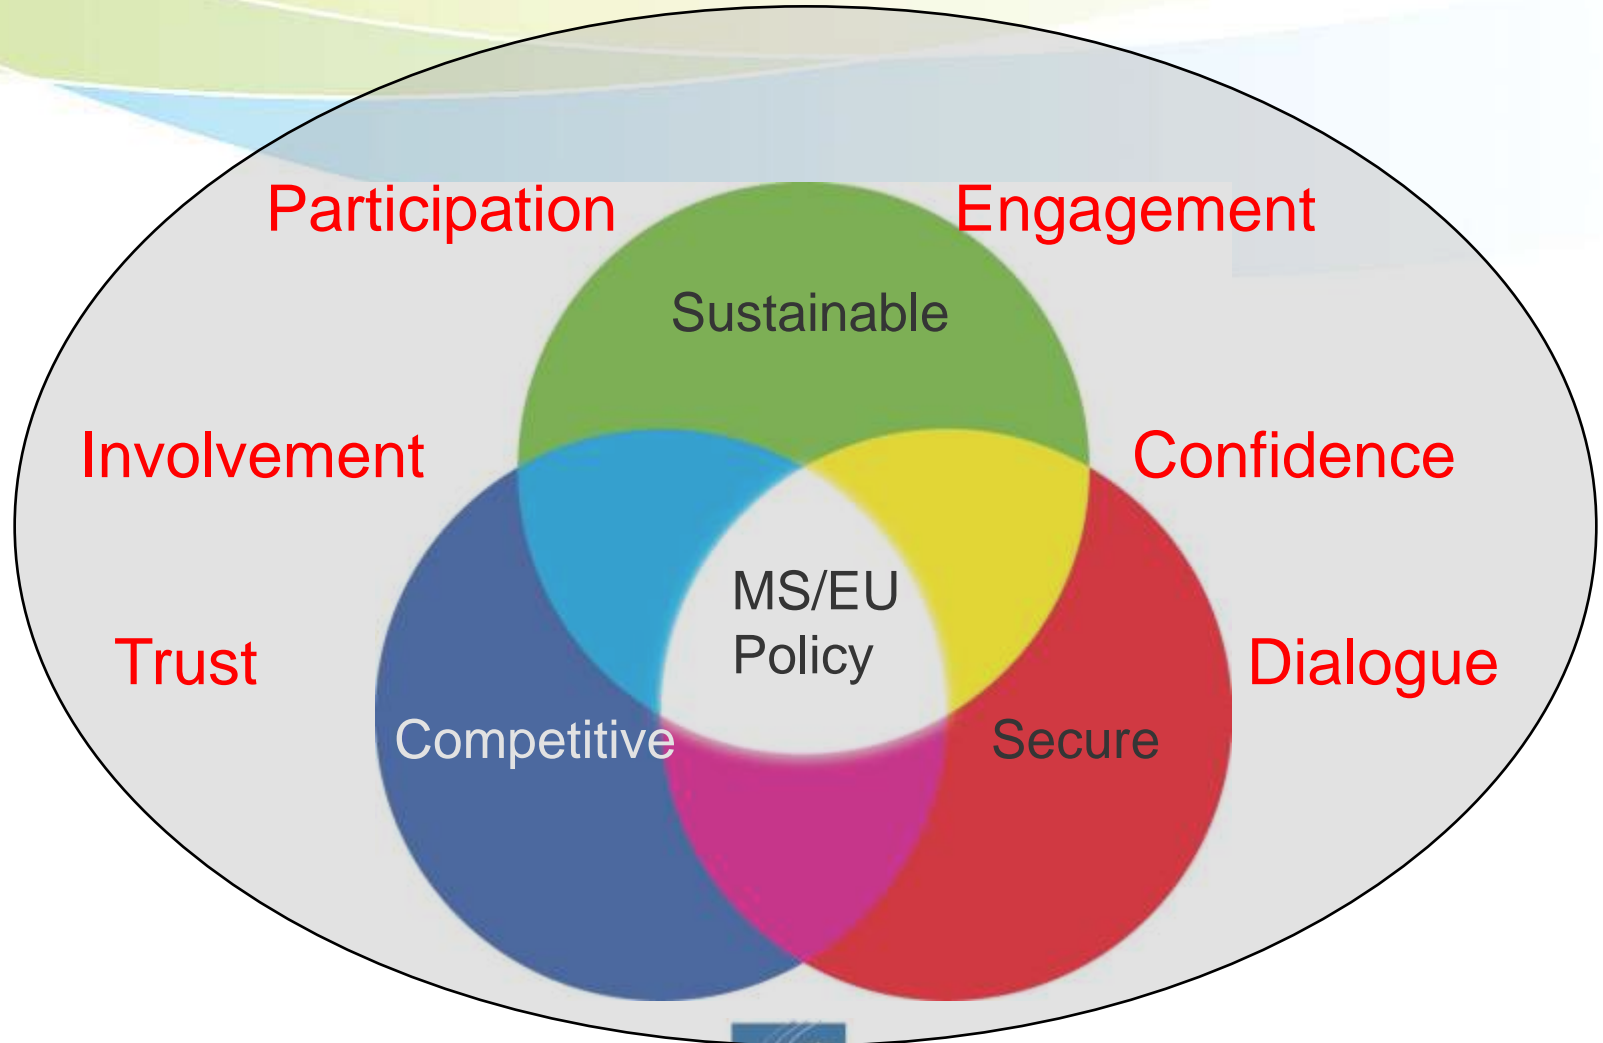 Participation
Engagement
Sustainable
Involvement
Confidence
MS/EU
Policy
Trust
Dialogue
Competitive
Secure